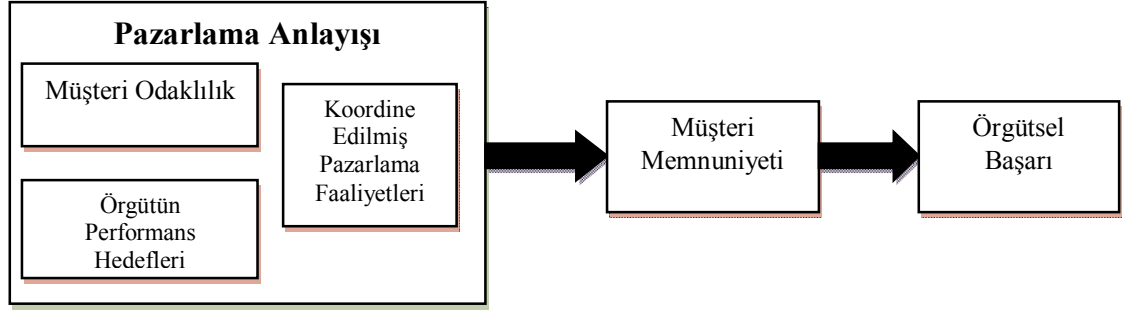 Pazarlama Anlayışı
Müşteri Odaklılık
Örgütün
Performans
Hedefleri
Koordine
Edilmiş
Pazarlama
Faaliyetleri
Müşteri
Memnuniyeti
Örgütsel
Başarı